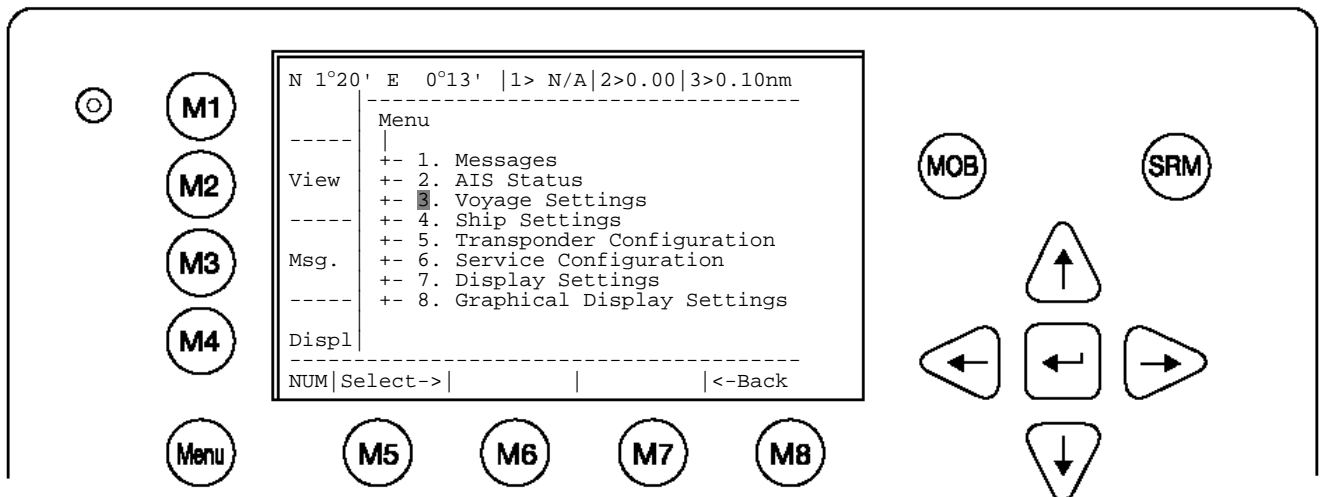 N 1°20' E 0°13' |1> N/A|2>0.00|3>0.10nm
M1
Menu
M2
View
+- 1. Messages
+- 2. AIS Status
+- 3. Voyage Settings
+- 4. Ship Settings
+- 5. Transponder Configuration
M3
Msg.
+- 6. Service Configuration
+- 7. Display Settings
+- 8. Graphical Display Settings
M4
Displ
NUM|Select->| | |<-Back
MOB
SRM
Menu
M5
M6
M7
M8